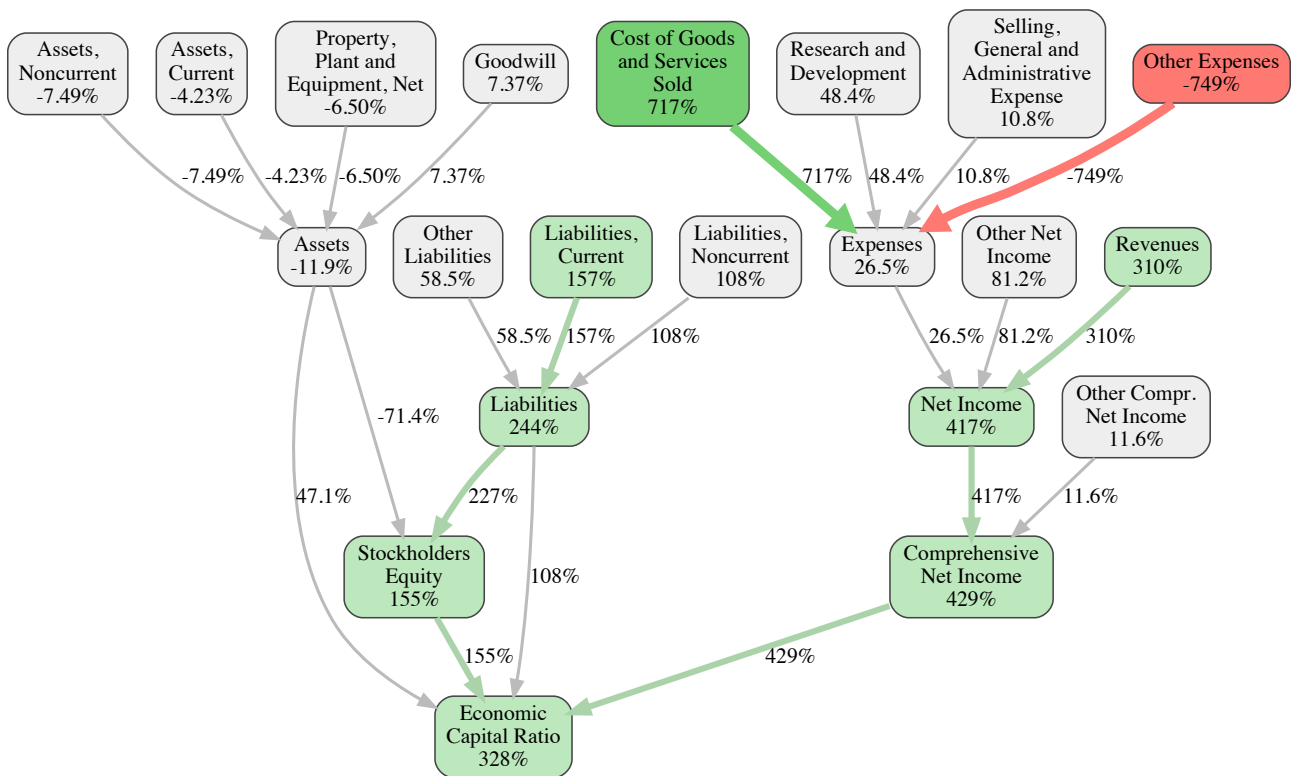 Assets,
Noncurrent
-7.49%
Assets,
Current
-4.23%
Property,
Plant and
Equipment, Net
-6.50%
Goodwill
7.37%
Cost of Goods
and Services
Sold
717%
Research and
Development
48.4%
Selling,
General and
Administrative
Expense
10.8%
Other Expenses
-749%
-7.49%
-4.23%
-6.50%
7.37%
717%
48.4%
10.8%
-749%
Assets
-11.9%
Other
Liabilities
58.5%
Liabilities,
Current
157%
Liabilities,
Noncurrent
108%
Expenses
26.5%
Other Net
Income
81.2%
Revenues
310%
58.5%
157%
108%
26.5%
81.2%
310%
-71.4%
Liabilities
244%
Net Income
417%
Other Compr.
Net Income
11.6%
47.1%
227%
417%
11.6%
Stockholders
Equity
155%
108%
Comprehensive
Net Income
429%
155%
429%
Economic
Capital Ratio
328%